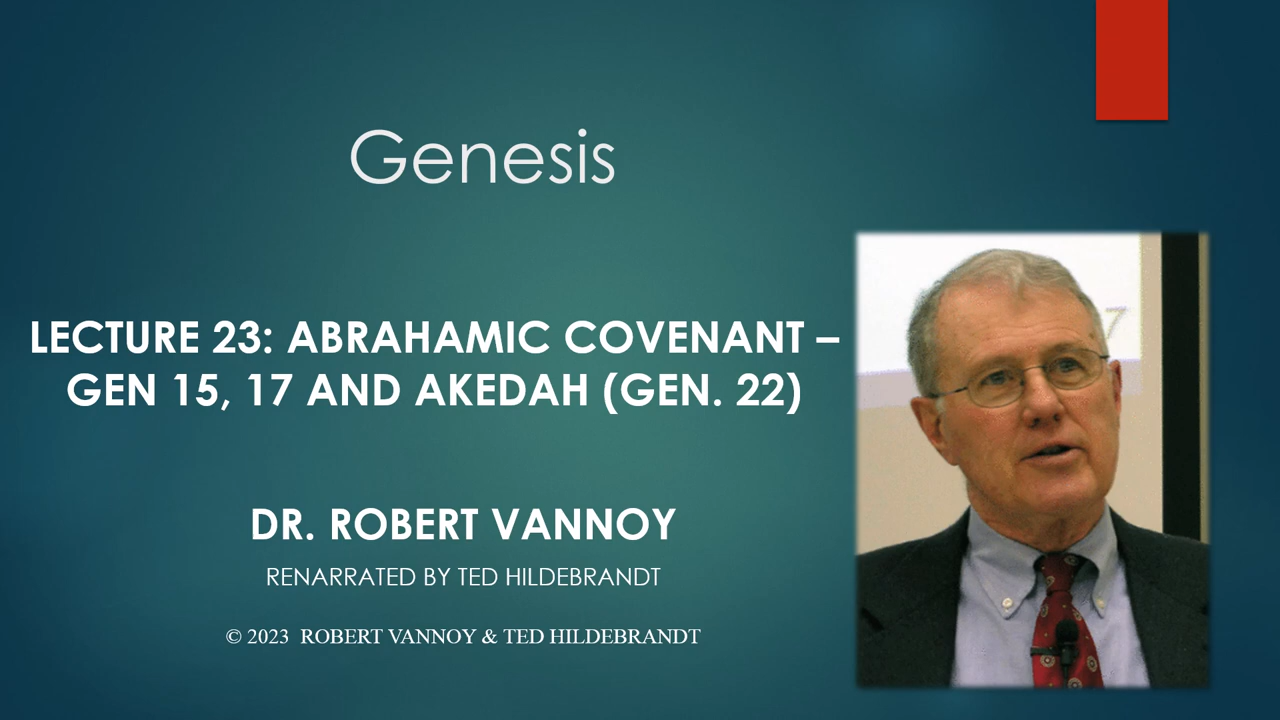 Genesis
LECTURE 23: ABRAHAMIC COVENANT –
GEN 15, 17 AND AKEDAH (GEN. 22)
7
DR. ROBERT VANNOY
RENARRATED BY TED HILDEBRANDT
© 2023 ROBERT VANNOY & TED HILDEBRANDT